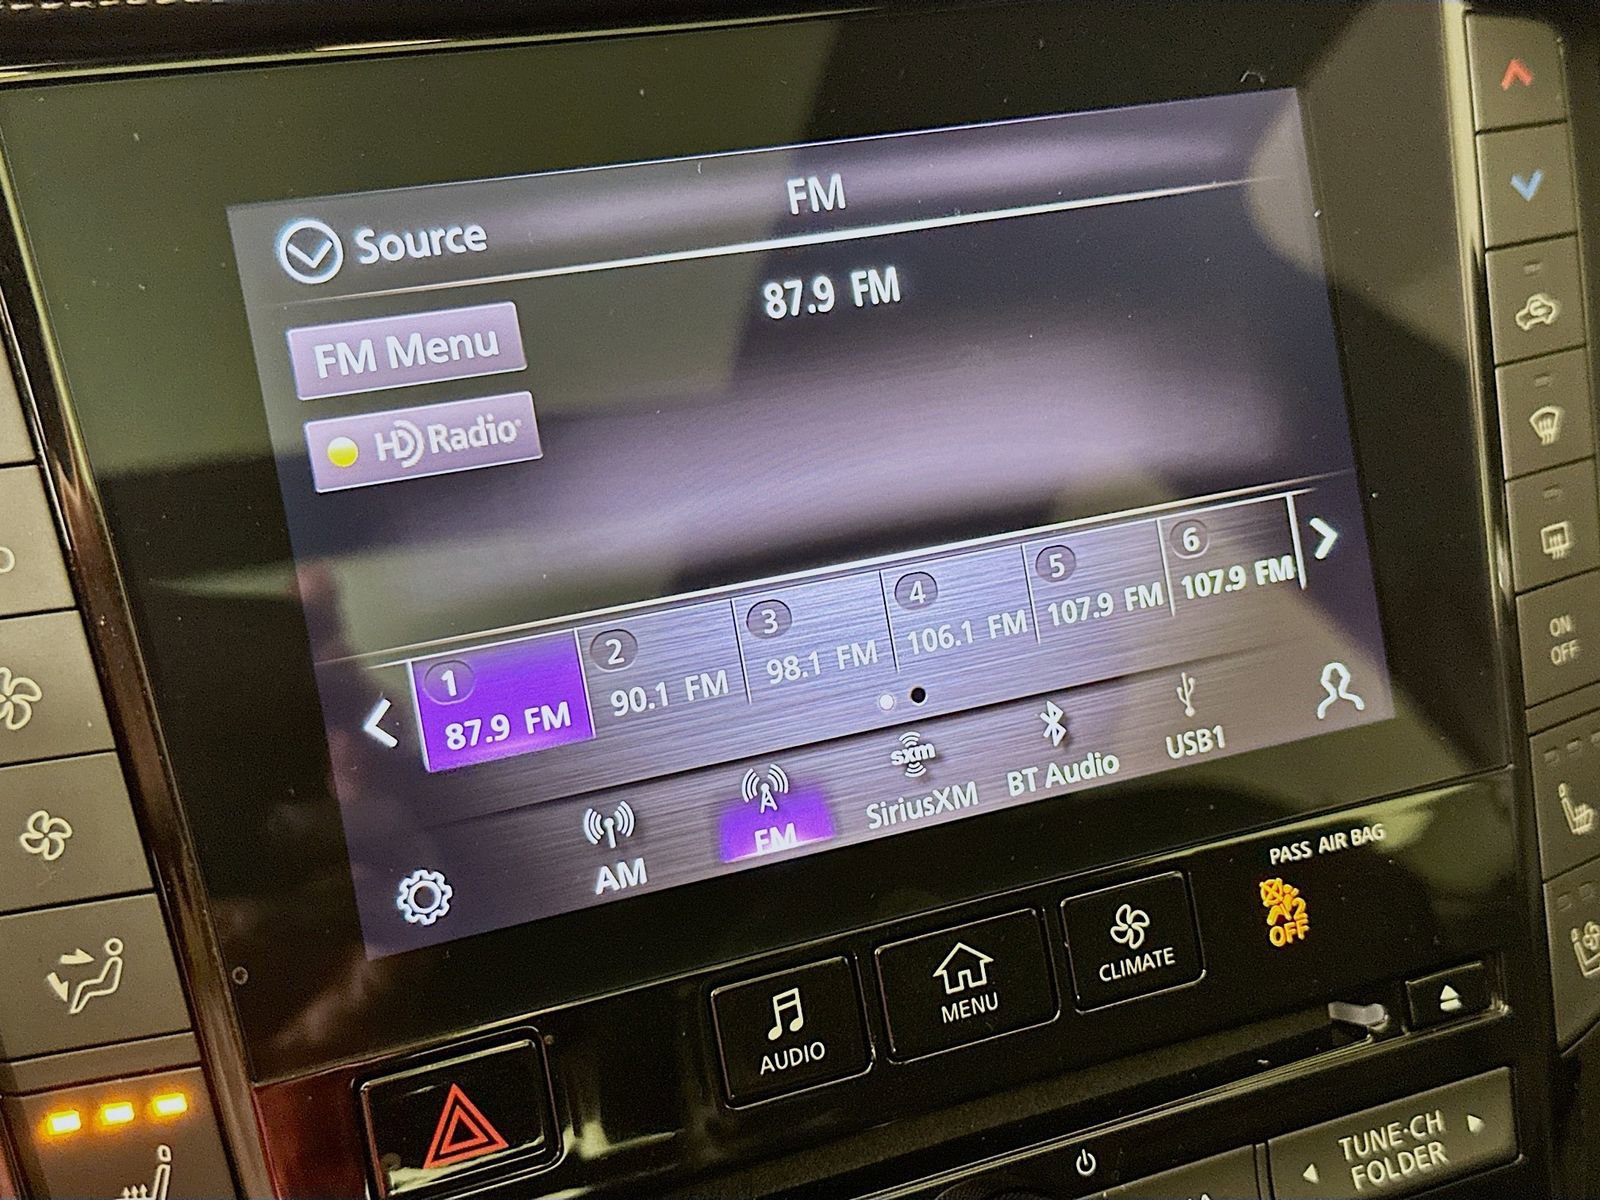 FM
Source
87.9 FM
FM Menu
HD Radio
1
87.9 FM
2
90.1 FM
3
98.1 FM
4
106.1 FM
5
107.9 FM
6
107.9 FM
AM
FM
sxm
SiriusXM
BT Audio
USB1
ON
OFF
PASS AIR BAG
2
OFF
AUDIO
MENU
CLIMATE
TUNE·CH
FOLDER